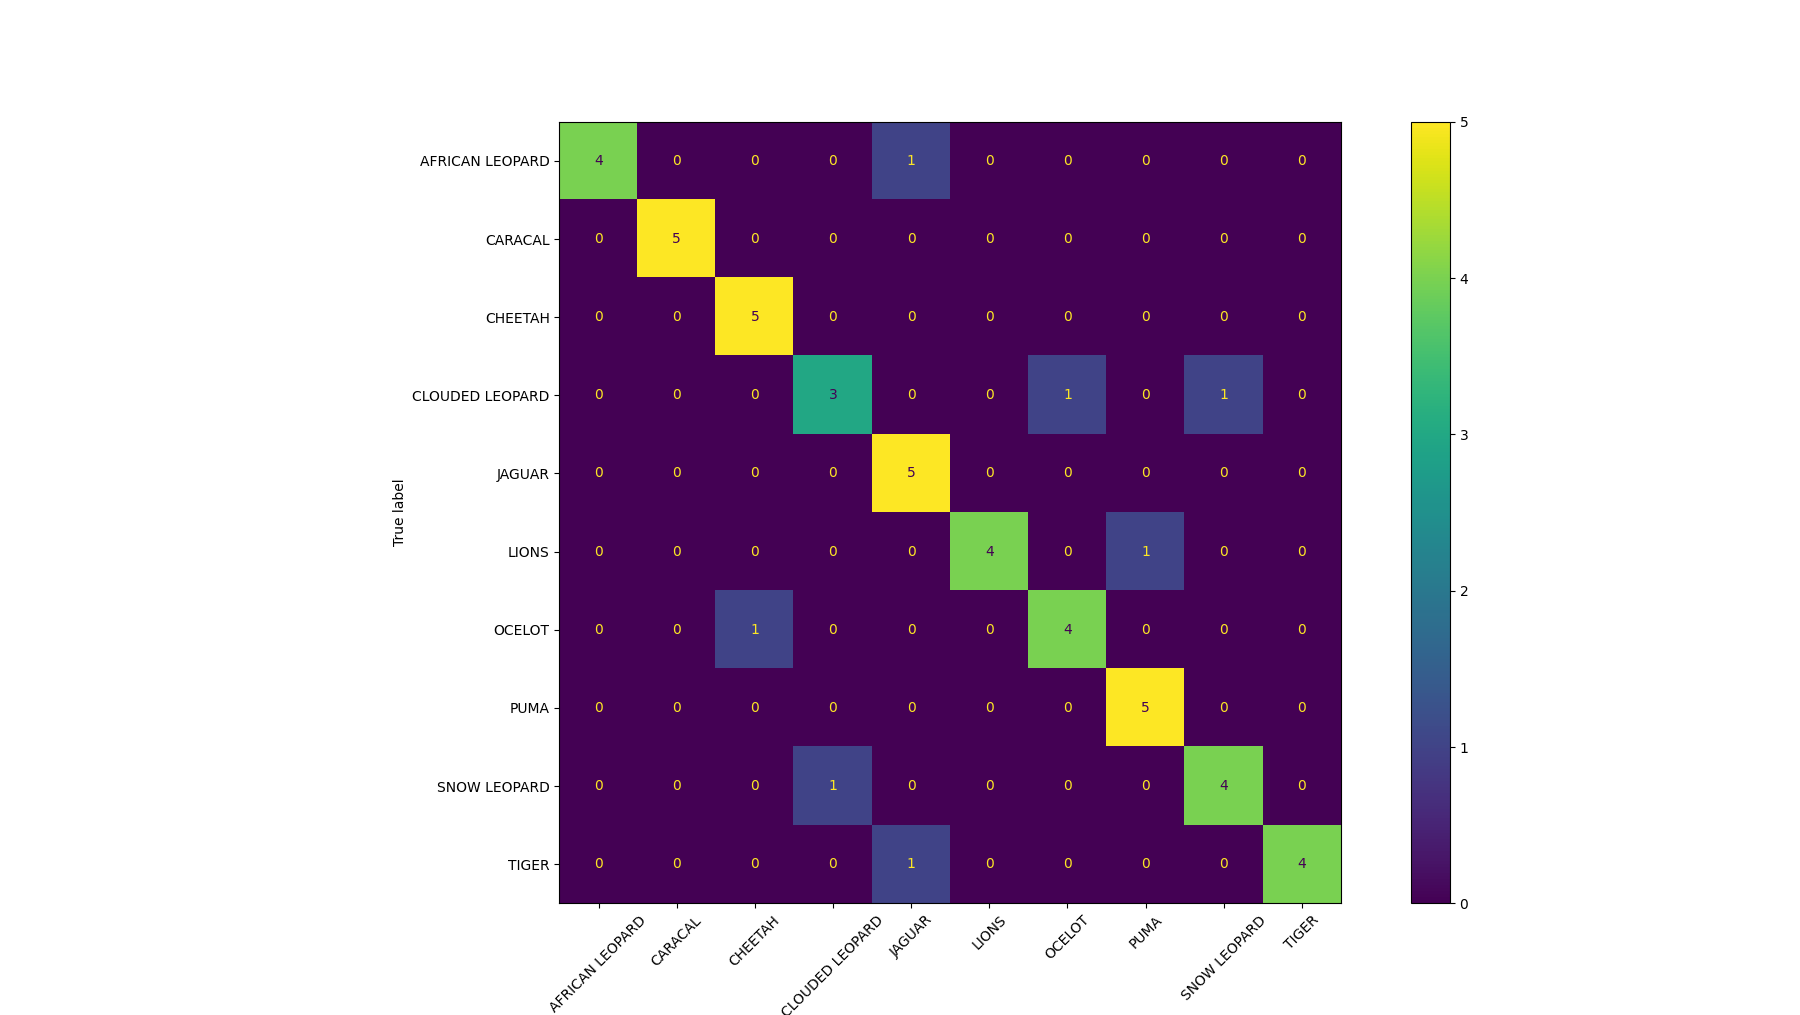 AFRICAN LEOPARD 4 0 0 0 1 0 0 0 0 0
CARACAL 0 5 0 0 0 0 0 0 0 0
CHEETAH 0 0 5 0 0 0 0 0 0 0
CLOUDED LEOPARD 0 0 0 3 0 0 1 0 1 0
JAGUAR 0 0 0 0 5 0 0 0 0 0
LIONS 0 0 0 0 0 4 0 1 0 0
OCELOT 0 0 1 0 0 0 4 0 0 0
PUMA 0 0 0 0 0 0 0 5 0 0
SNOW LEOPARD 0 0 0 1 0 0 0 0 4 0
TIGER 0 0 0 0 1 0 0 0 0 4
True label
AFRICAN LEOPARD
CARACAL
CHEETAH
CLOUDED LEOPARD
JAGUAR
LIONS
OCELOT
PUMA
SNOW LEOPARD
TIGER
5
4
3
2
1
0